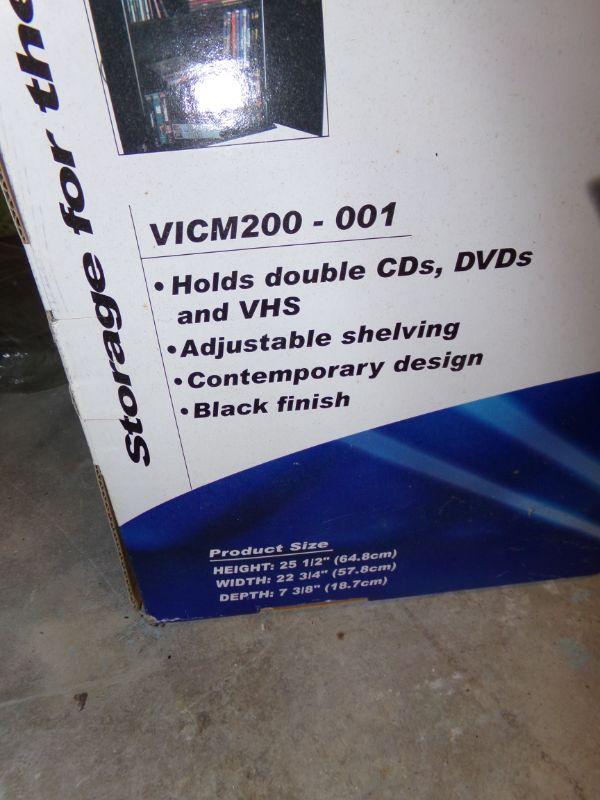 Storage for the
VICM200 - 001
• Holds double CDs, DVDs
and VHS
• Adjustable shelving
• Contemporary design
• Black finish
Product Size
HEIGHT: 25 1/2" (64.8cm)
WIDTH: 22 3/4" (57.8cm)
DEPTH: 7 3/8" (18.7cm)